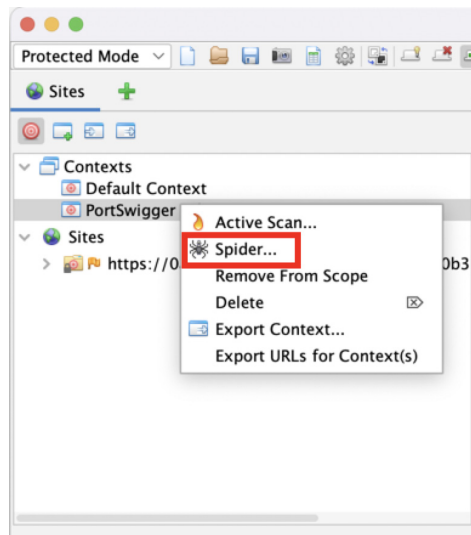 Protected Mode
Sites
Contexts
Default Context
PortSwigger
Active Scan...
Spider...
Remove From Scope
Delete
Export Context...
Export URLs for Context(s)
Sites
https://0
0b3